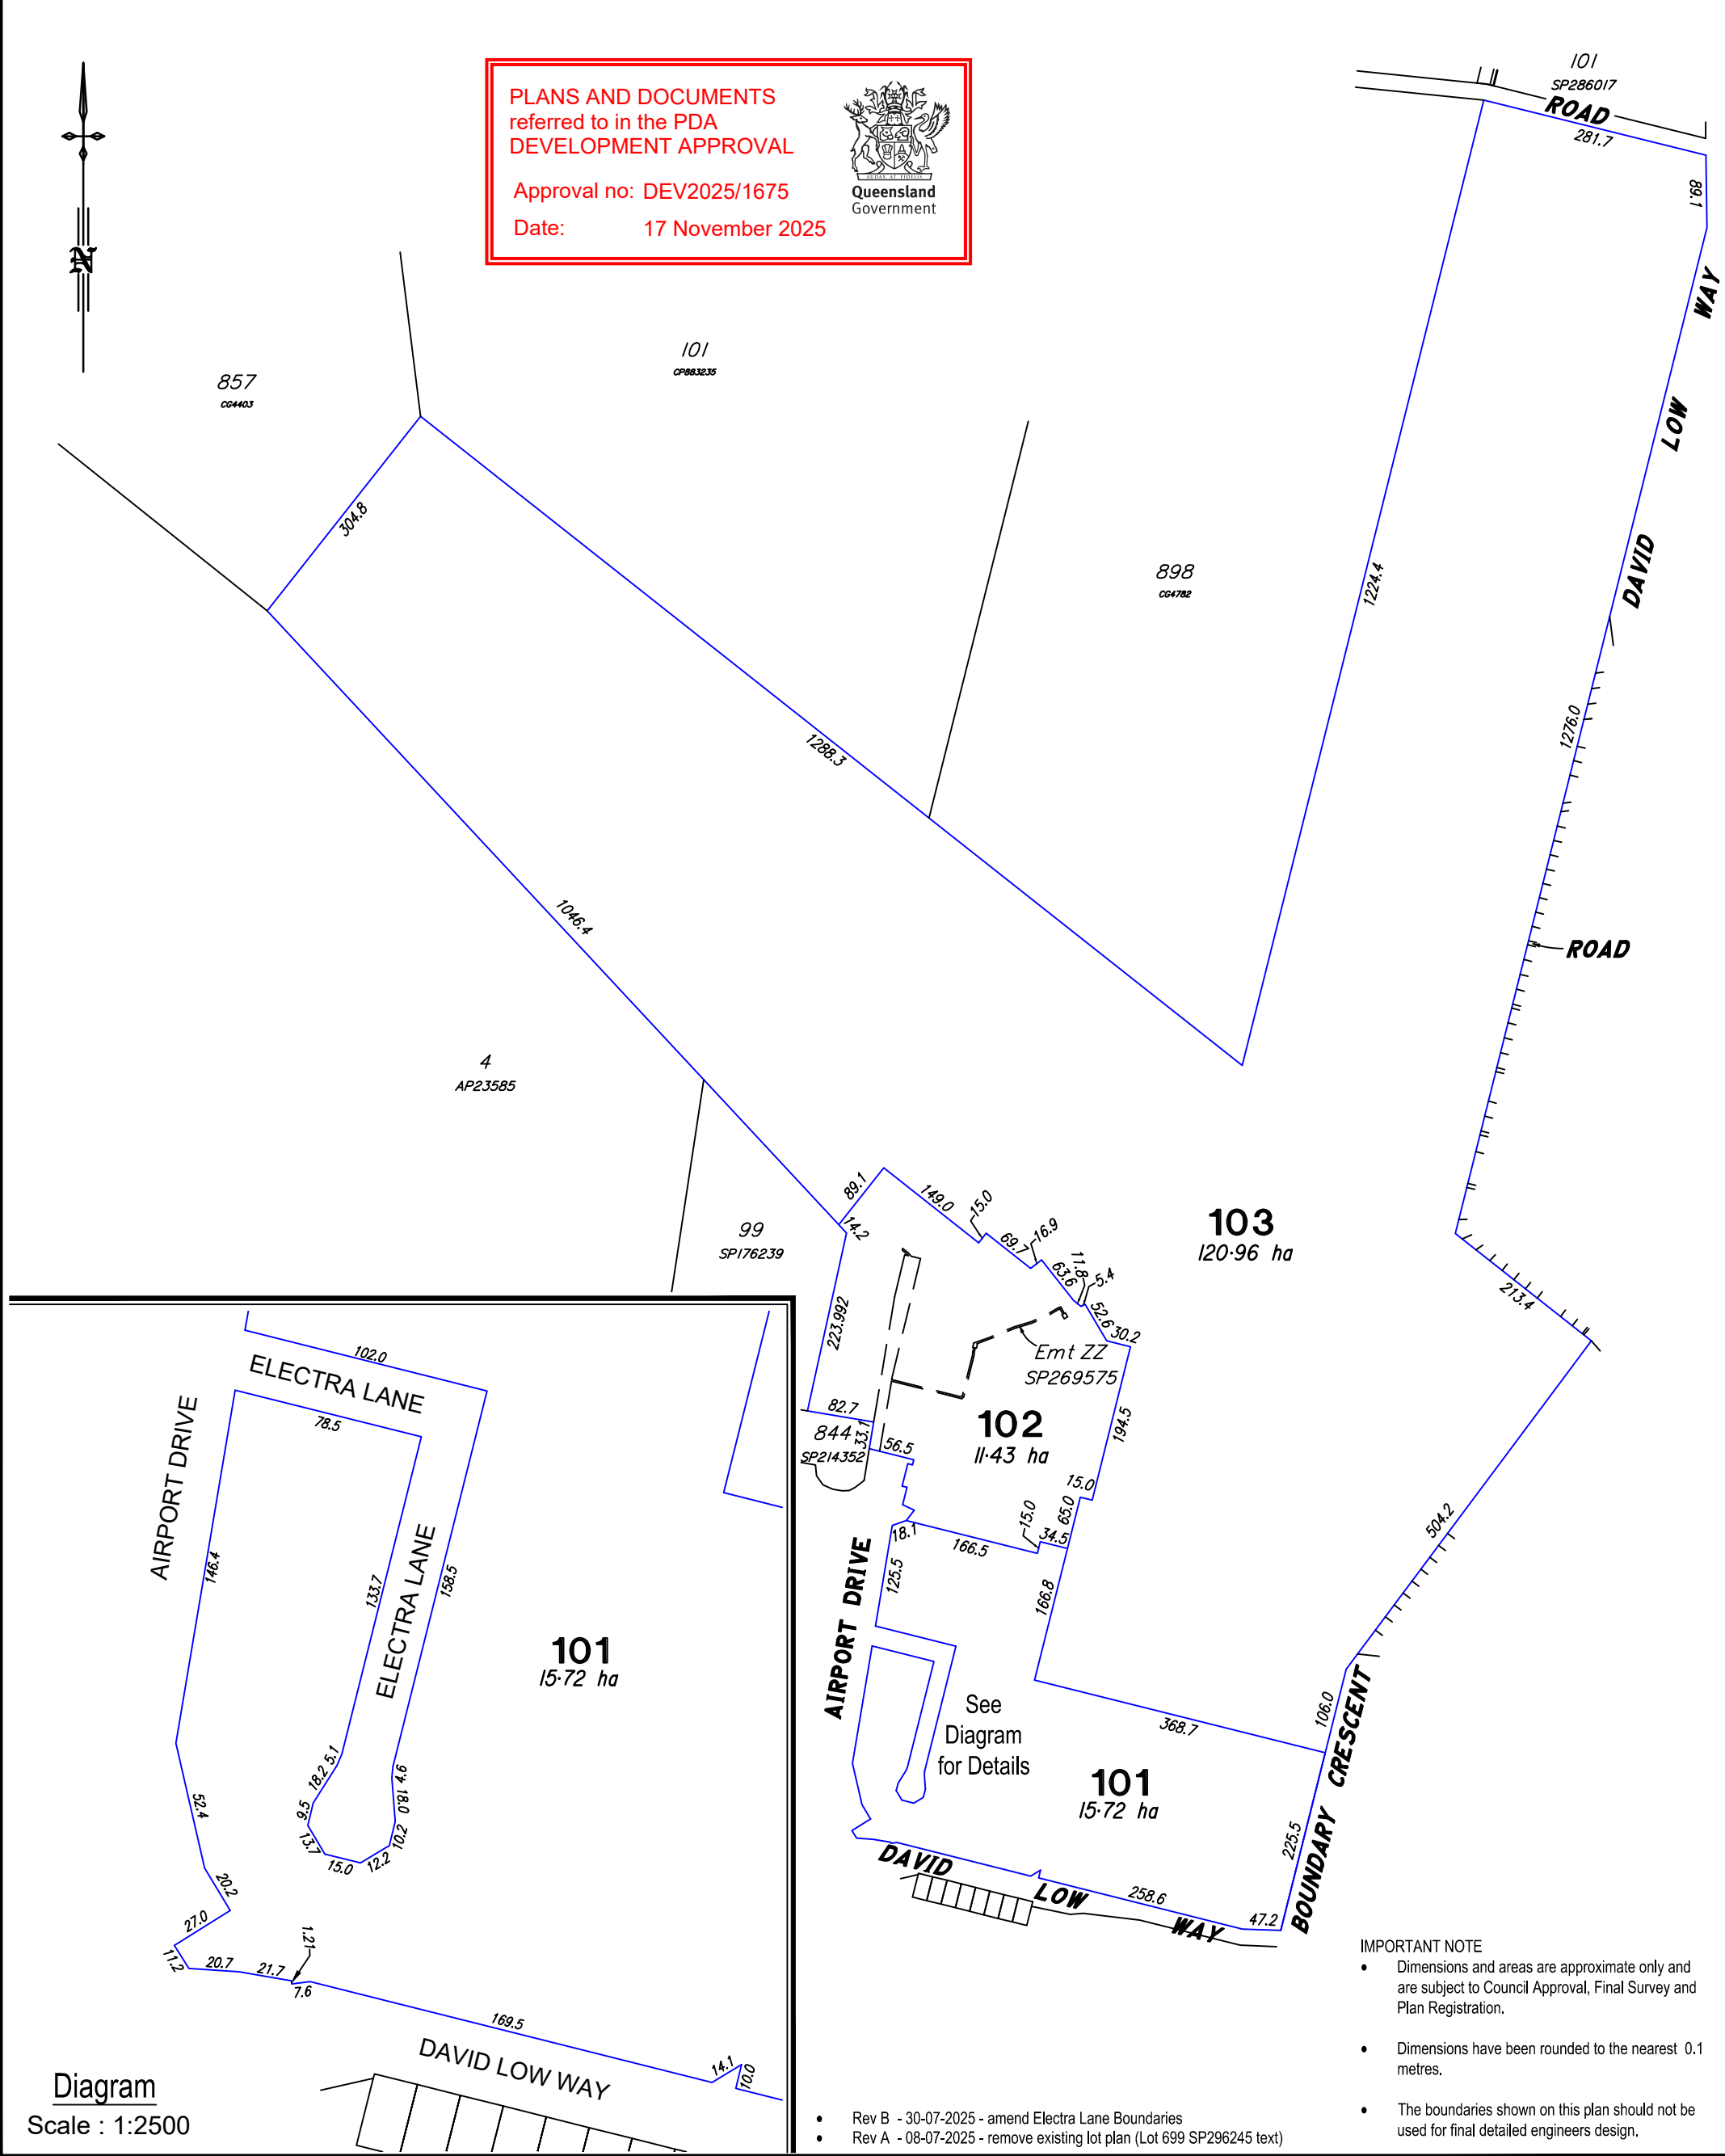 PLANS AND DOCUMENTS
referred to in the PDA
DEVELOPMENT APPROVAL
Approval no: DEV2025/1675
Date: 17 November 2025
AUDAX AT FIDELIS
Queensland
Government
N
101
SP286017
ROAD
281.7
89.1
DAVID LOW WAY
857
CG4403
101
CP883235
304.8
898
CG4782
1224.4
1288.3
1276.0
1046.4
ROAD
4
AP23585
99
SP176239
103
120.96 ha
89.1
14.2
149.0
15.0
69.7
16.9
63.6
11.8
5.4
52.6
30.2
213.4
223.992
Emt ZZ
SP269575
82.7
844
SP214352
33.1
56.5
102
11.43 ha
194.5
15.0
65.0
15.0
34.5
18.1
166.5
125.5
166.8
504.2
AIRPORT DRIVE
See
Diagram
for Details
368.7
106.0
101
15.72 ha
225.5
BOUNDARY CRESCENT
DAVID LOW WAY
258.6
47.2
102.0
ELECTRA LANE
78.5
AIRPORT DRIVE
146.4
133.7
ELECTRA LANE
158.5
101
15.72 ha
5.1
18.2
9.5
13.7
15.0
12.2
10.2
18.0
4.6
52.4
20.2
27.0
11.2
20.7
21.7
1.21
7.6
169.5
14.1
10.0
DAVID LOW WAY
Diagram
Scale : 1:2500
• Rev B - 30-07-2025 - amend Electra Lane Boundaries
• Rev A - 08-07-2025 - remove existing lot plan (Lot 699 SP296245 text)
IMPORTANT NOTE
• Dimensions and areas are approximate only and
are subject to Council Approval, Final Survey and
Plan Registration.
• Dimensions have been rounded to the nearest 0.1
metres.
• The boundaries shown on this plan should not be
used for final detailed engineers design.